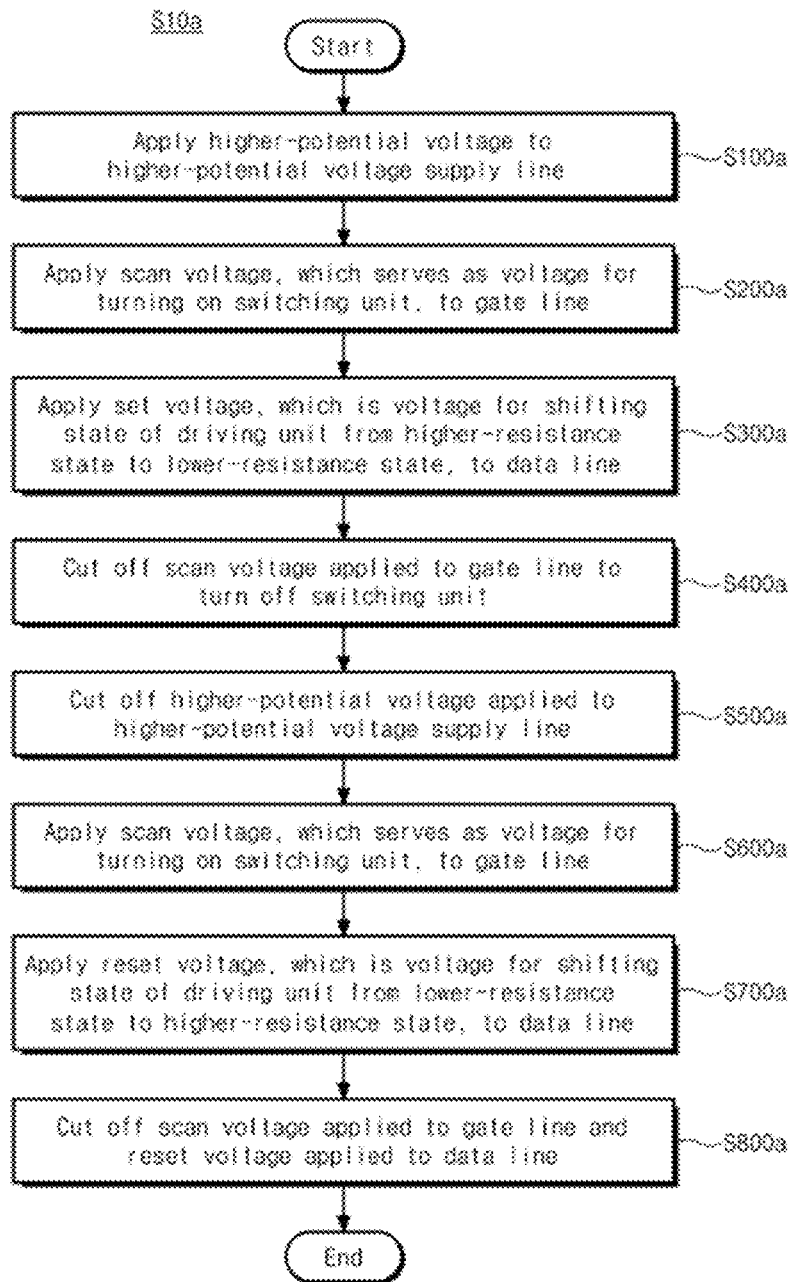 S10a
Start
Apply higher-potential voltage to
higher-potential voltage supply line
S100a
Apply scan voltage, which serves as voltage for
turning on switching unit, to gate line
S200a
Apply set voltage, which is voltage for shifting
state of driving unit from higher-resistance
state to lower-resistance state, to data line
S300a
Cut off scan voltage applied to gate line to
turn off switching unit
S400a
Cut off higher-potential voltage applied to
higher-potential voltage supply line
S500a
Apply scan voltage, which serves as voltage for
turning on switching unit, to gate line
S600a
Apply reset voltage, which is voltage for shifting
state of driving unit from lower-resistance
state to higher-resistance state, to data line
S700a
Cut off scan voltage applied to gate line and
reset voltage applied to data line
S800a
End